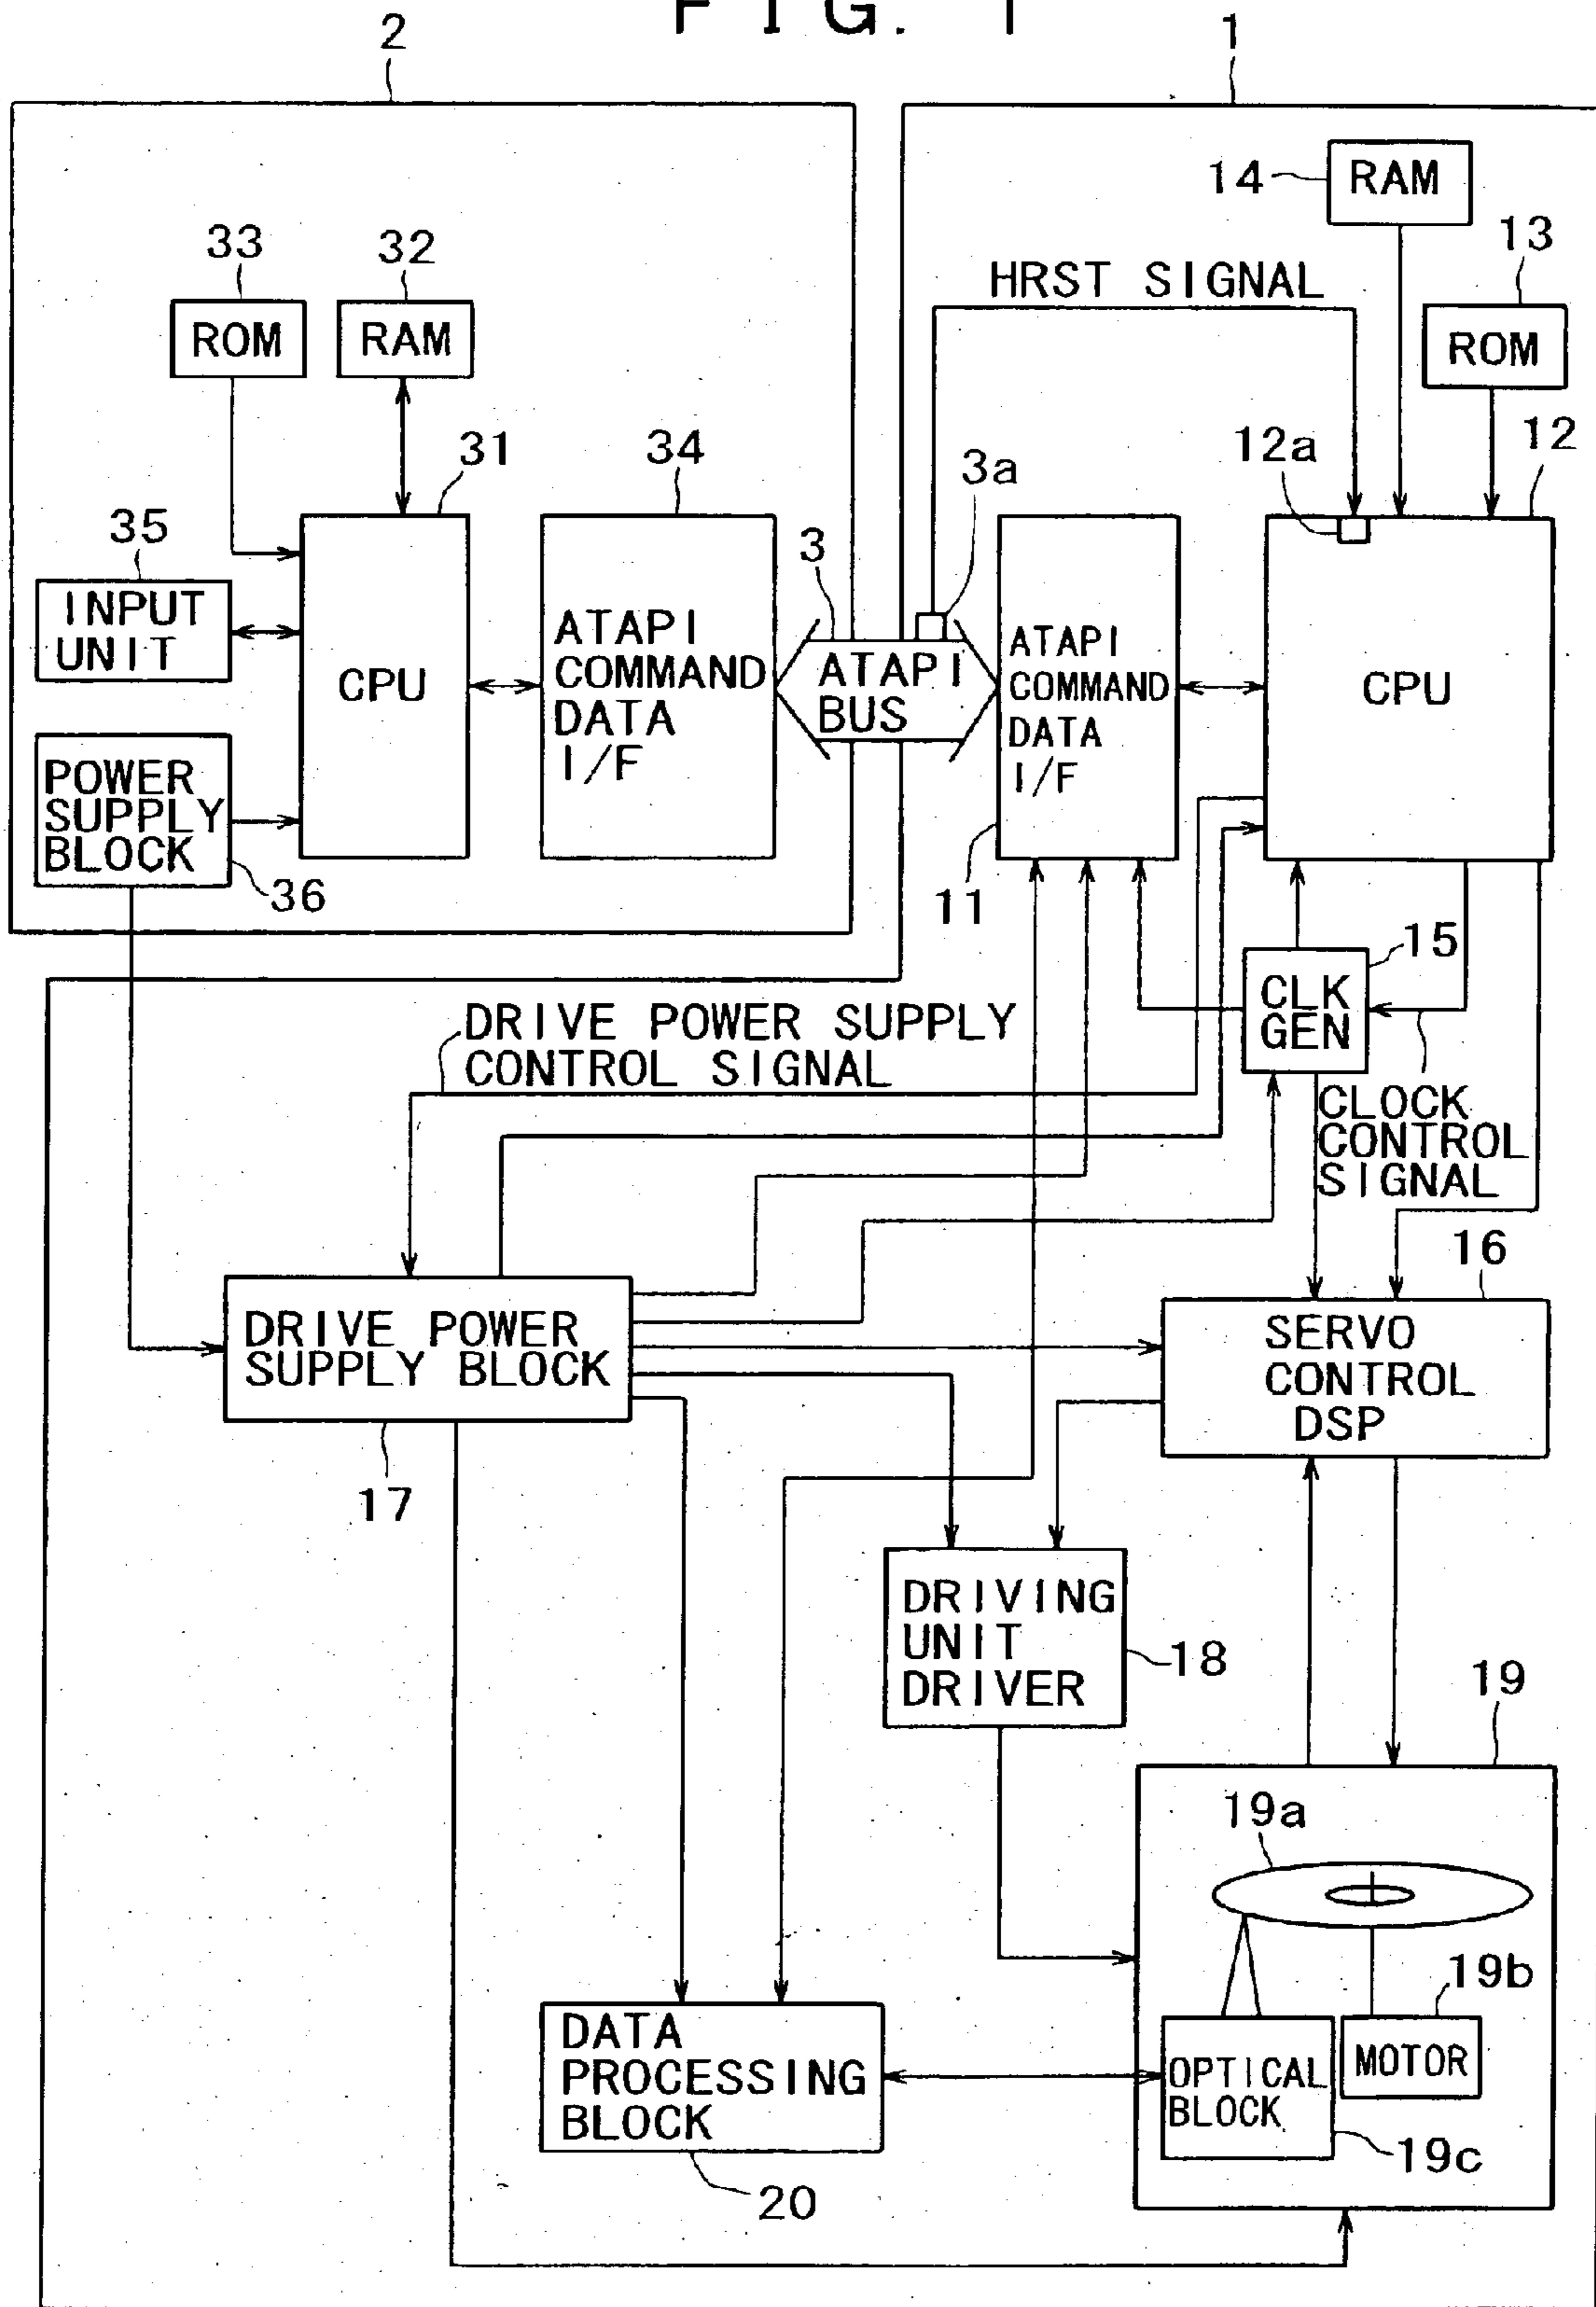 FIG. 1
2
1
14
RAM
33
32
13
HRST SIGNAL
ROM
RAM
ROM
31
34
3a
12a
12
35
3
INPUT
UNIT
CPU
ATAPI
COMMAND
DATA
I/F
ATAPI
BUS
ATAPI
COMMAND
DATA
I/F
CPU
POWER
SUPPLY
BLOCK
36
11
15
CLK
GEN
DRIVE POWER SUPPLY
CONTROL SIGNAL
CLOCK
CONTROL
SIGNAL
16
DRIVE POWER
SUPPLY BLOCK
SERVO
CONTROL
DSP
17
DRIVING
UNIT
DRIVER
18
19
19a
19b
DATA
PROCESSING
BLOCK
OPTICAL
BLOCK
MOTOR
19c
20